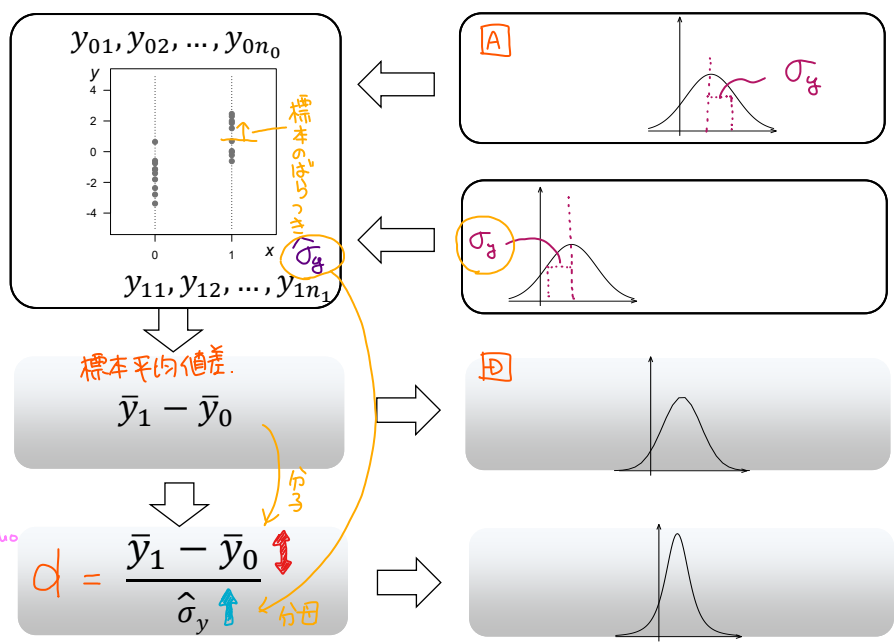 y₀₁, y₀₂, …, y₀ₙ₀
y
4
2
0
-2
-4
0
1
x
標本のばらつき
σ̂y
y₁₁, y₁₂, …, y₁ₙ₁
A
σy
σy
標本平均値差.
ȳ₁ − ȳ₀
D
分子
d = (ȳ₁ − ȳ₀) / σ̂y
分母